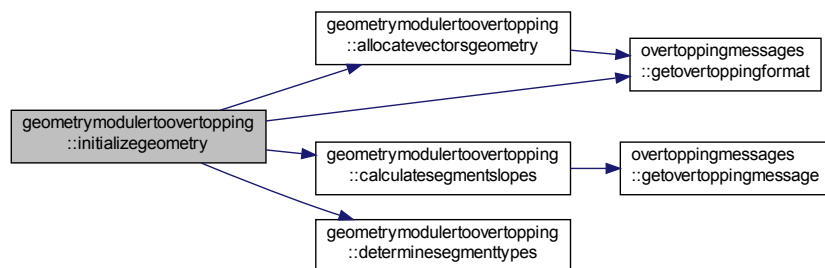 geometrymodulertoovertopping
::initializegeometry
geometrymodulertoovertopping
::allocatevectorsgeometry
overtoppingmessages
::getovertoppingformat
geometrymodulertoovertopping
::calculatesegmentslopes
overtoppingmessages
::getovertoppingmessage
geometrymodulertoovertopping
::determinesegmenttypes